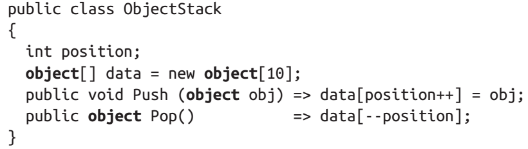 public class ObjectStack
{
  int position;
  object[] data = new object[10];
  public void Push (object obj) => data[position++] = obj;
  public object Pop()           => data[--position];
}